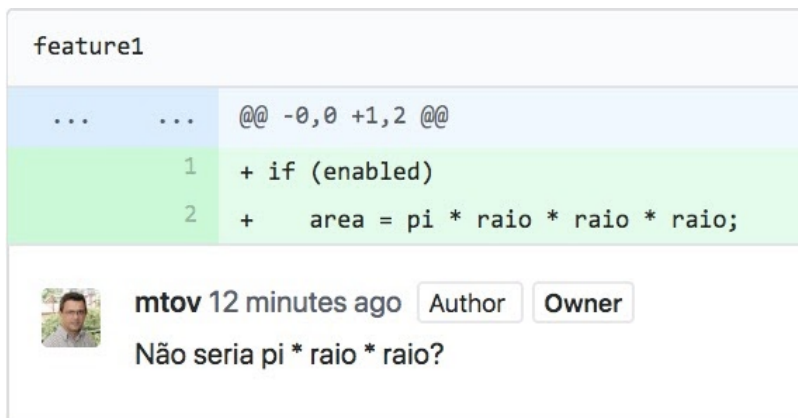 feature1
... ... @@ -0,0 +1,2 @@
1 + if (enabled)
2 + area = pi * raio * raio * raio;
mtov 12 minutes ago Author Owner
Não seria pi * raio * raio?